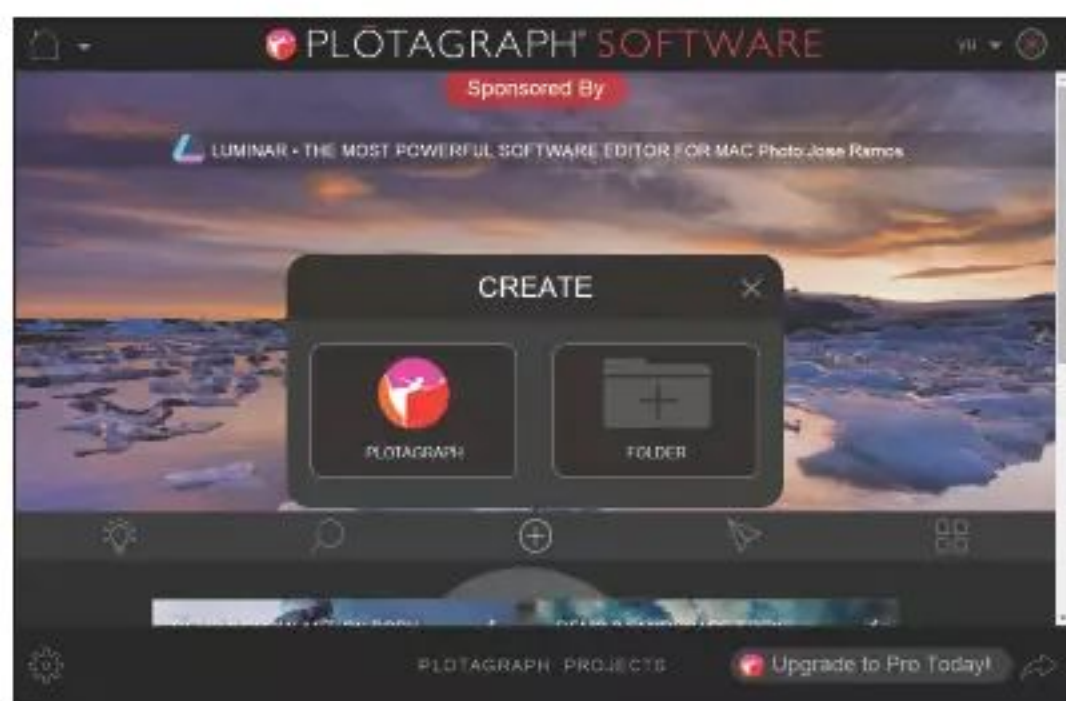 PLŌTAGRAPH® SOFTWARE
YU
Sponsored By
LUMINAR • THE MOST POWERFUL SOFTWARE EDITOR FOR MAC Photo:Jose Ramos
CREATE
PLOTAGRAPH
FOLDER
PLOTAGRAPH PROJECTS
Upgrade to Pro Today!